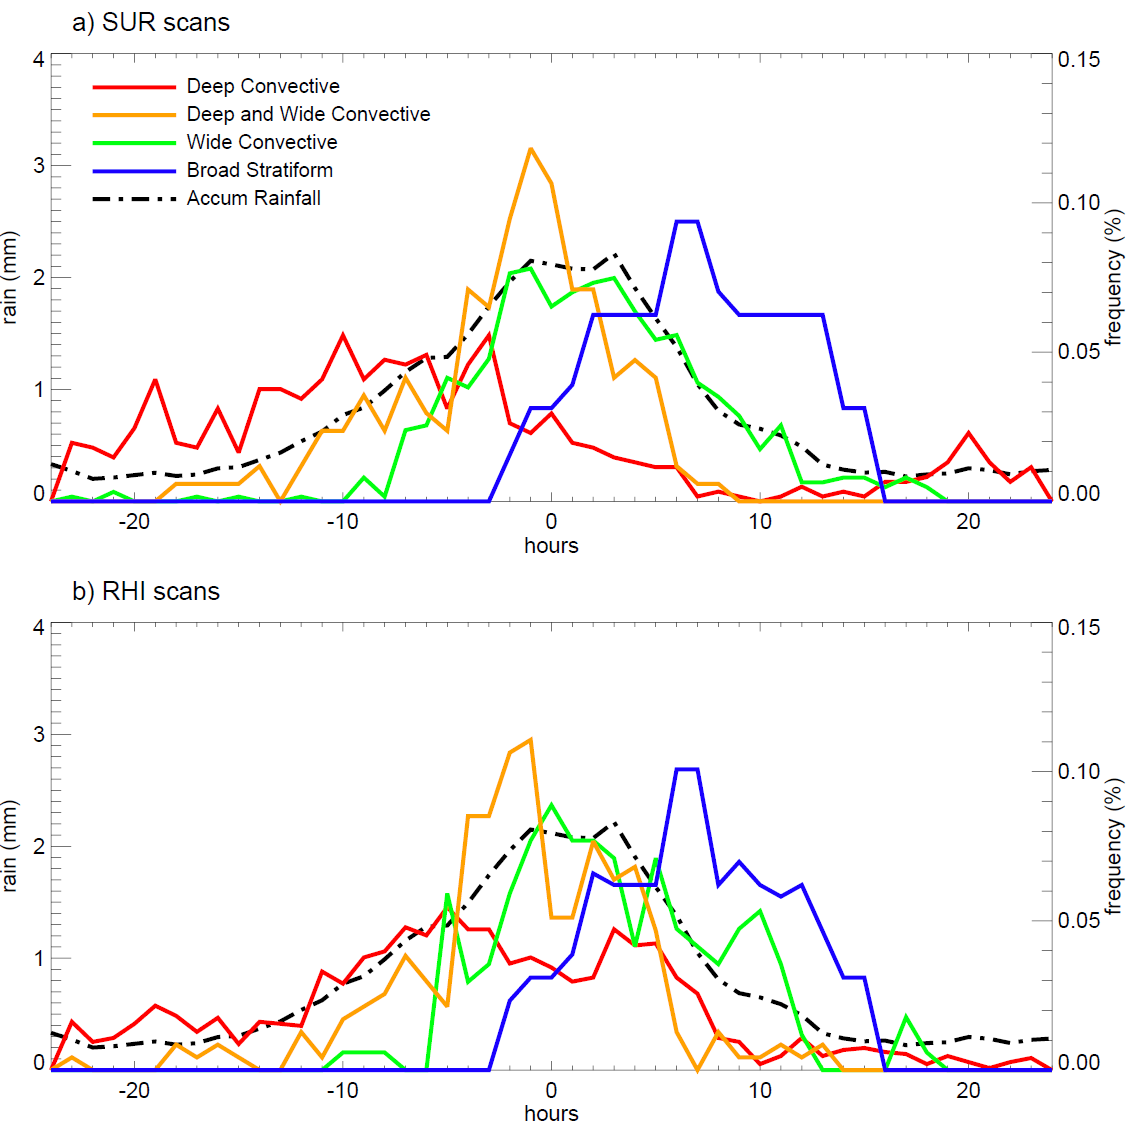 a) SUR scans
4
0.15
Deep Convective
Deep and Wide Convective
Wide Convective
Broad Stratiform
Accum Rainfall
3
0.10
2
rain (mm)
frequency (%)
0.05
1
0
0.00
-20 -10 0 10 20
hours
b) RHI scans
4
0.15
3
0.10
2
rain (mm)
frequency (%)
0.05
1
0
0.00
-20 -10 0 10 20
hours